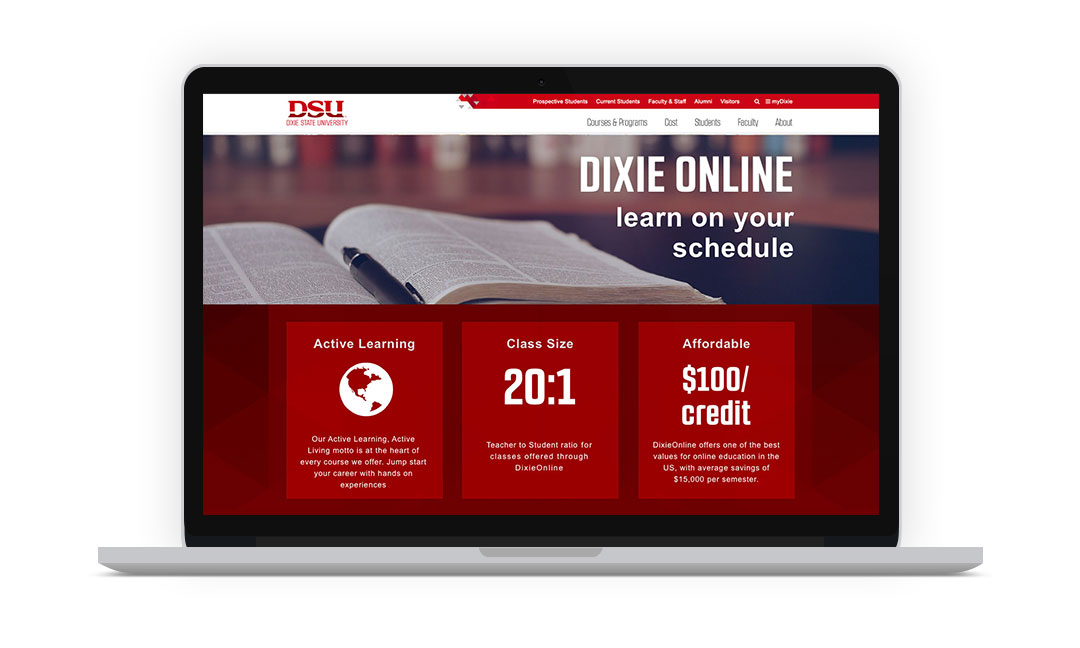 DSU
DIXIE STATE UNIVERSITY
Prospective Students Current Students Faculty & Staff Alumni Visitors myDixie
Courses & Programs Cost Students Faculty About
DIXIE ONLINE
learn on your
schedule
Active Learning
Our Active Learning, Active
Living motto is at the heart of
every course we offer. Jump start
your career with hands on
experiences
Class Size
20:1
Teacher to Student ratio for
classes offered through
DixieOnline
Affordable
$100/
credit
DixieOnline offers one of the best
values for online education in the
US, with average savings of
$15,000 per semester.